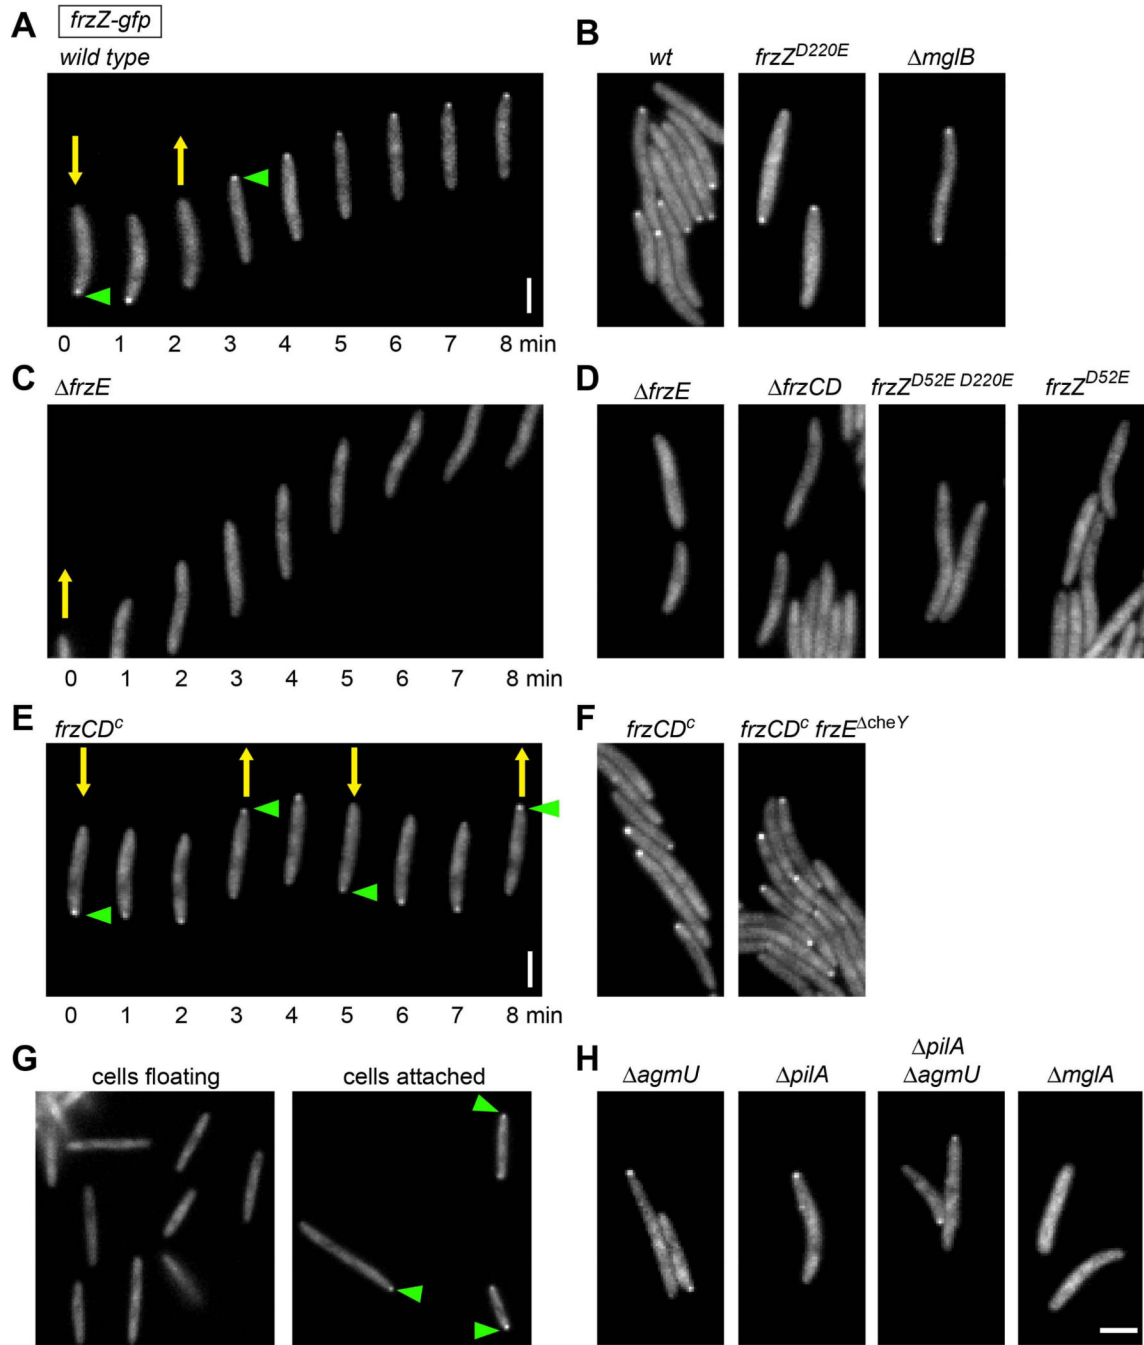 A frzZ-gfp
wild type
0 1 2 3 4 5 6 7 8 min
B
wt frzZD220E ΔmglB
C ΔfrzE
0 1 2 3 4 5 6 7 8 min
D
ΔfrzE ΔfrzCD frzZD52E D220E frzZD52E
E frzCDc
0 1 2 3 4 5 6 7 8 min
F
frzCDc frzCDc frzEΔcheY
G
cells floating cells attached
H
ΔagmU ΔpilA ΔpilA
ΔagmU ΔmglA